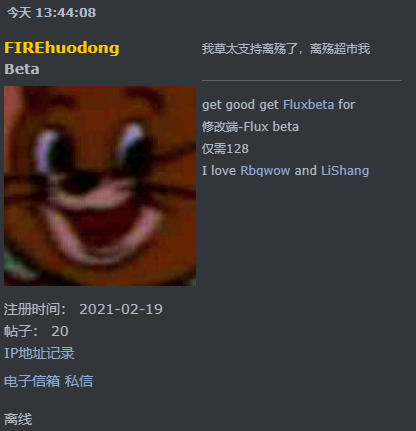 今天 13:44:08
FIREhuodong
Beta
注册时间： 2021-02-19
帖子： 20
IP地址记录
电子信箱 私信
离线
我草太支持离殇了，离殇超市我
get good get Fluxbeta for
修改端-Flux beta
仅需128
I love Rbqwow and LiShang